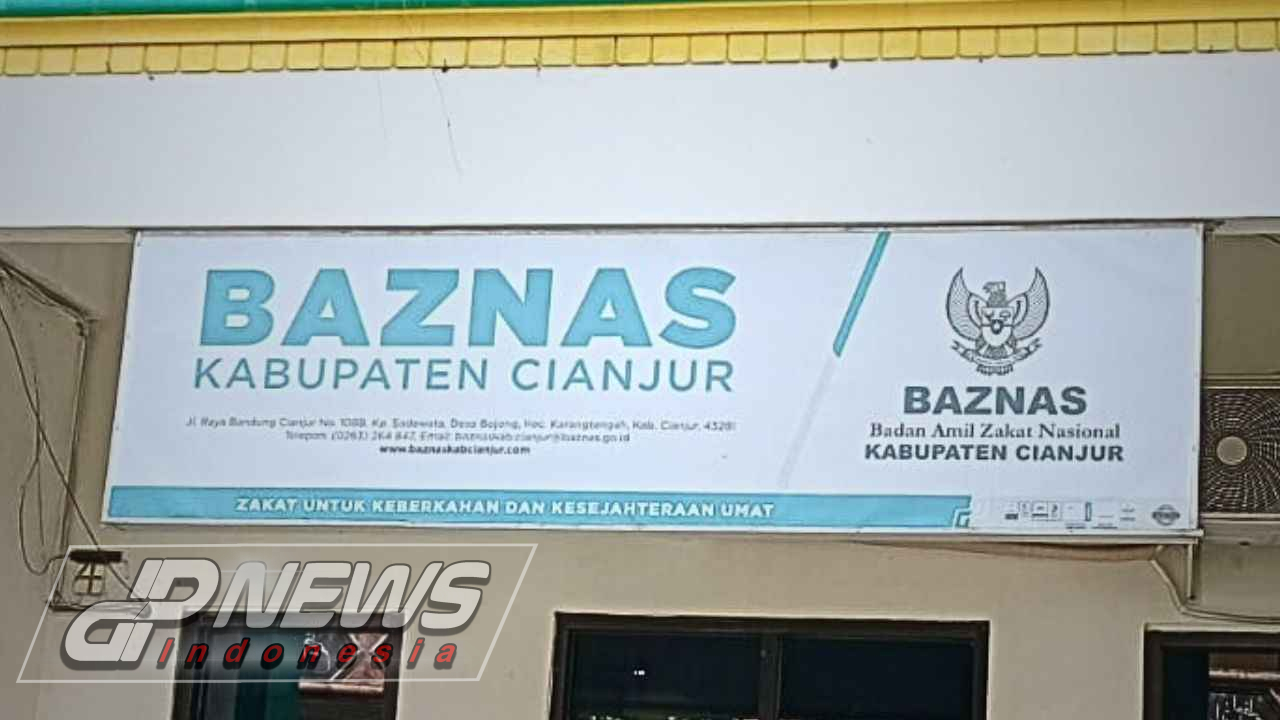 BAZNAS
KABUPATEN CIANJUR
Jl. Raya Bandung Cianjur No. 108B, Kp. Sadewata, Desa Bojong, Kec. Karangtengah, Kab. Cianjur, 43281
Telepon: (0263) 264 847, Email: baznaskab.cianjur@baznas.go.id
www.baznaskabcianjur.com
ZAKAT UNTUK KEBERKAHAN DAN KESEJAHTERAAN UMAT
BAZNAS
Badan Amil Zakat Nasional
KABUPATEN CIANJUR
NEWS
Indonesia